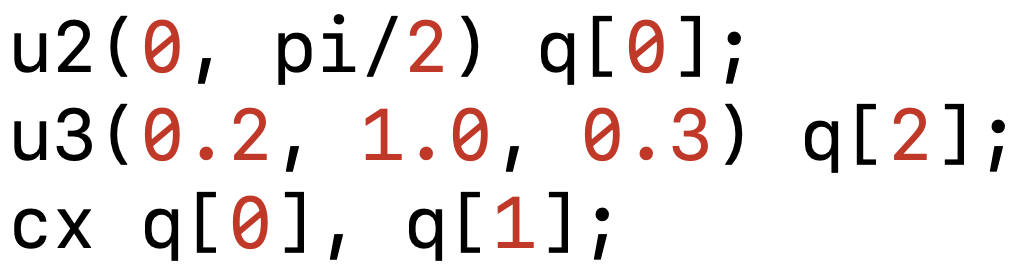 u2(0, pi/2) q[0];
u3(0.2, 1.0, 0.3) q[2];
cx q[0], q[1];